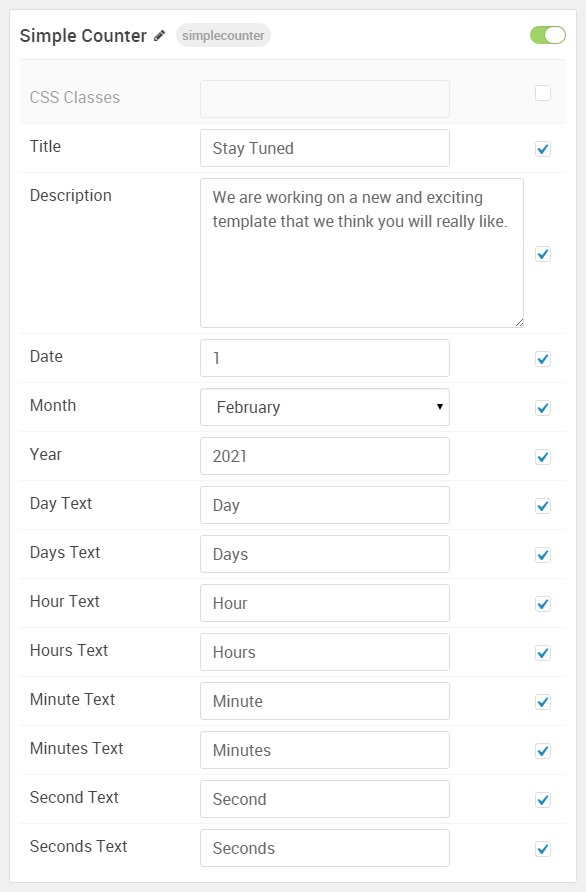 Simple Counter simplecounter
CSS Classes
Title Stay Tuned
Description We are working on a new and exciting
template that we think you will really like.
Date 1
Month February
Year 2021
Day Text Day
Days Text Days
Hour Text Hour
Hours Text Hours
Minute Text Minute
Minutes Text Minutes
Second Text Second
Seconds Text Seconds